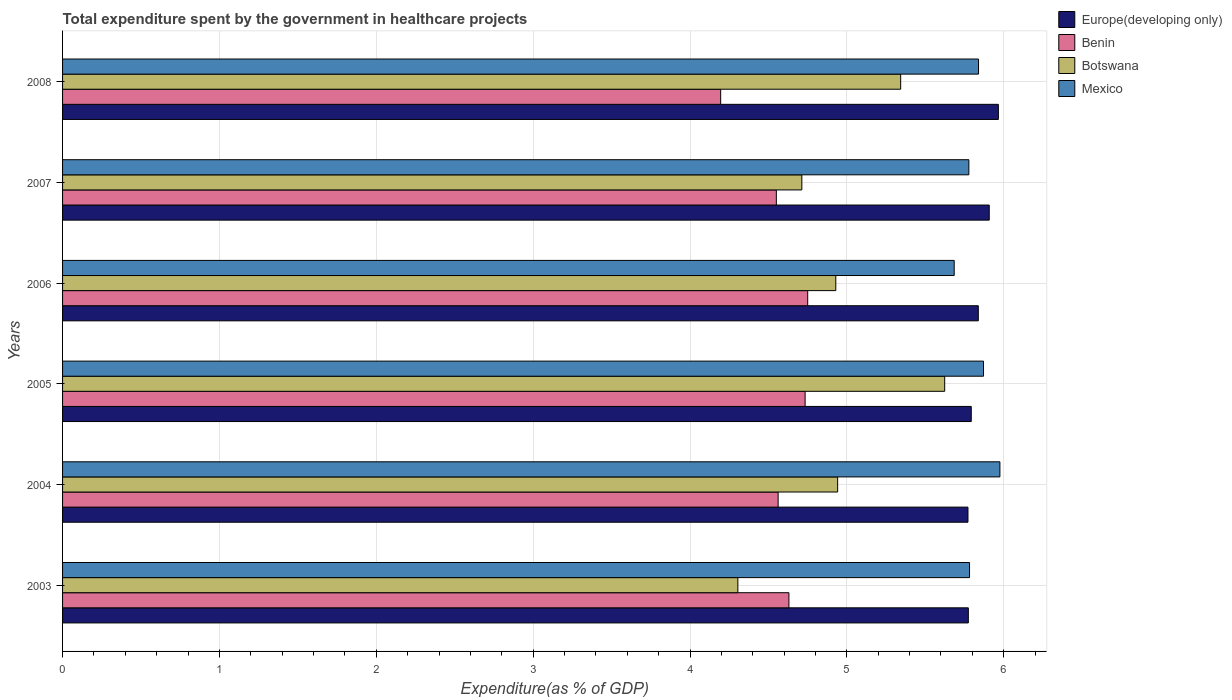 Total expenditure spent by the government in healthcare projects
Europe(developing only)
Benin
Botswana
Mexico
2008
2007
2006
2005
2004
2003
Years
0
1
2
3
4
5
6
Expenditure(as % of GDP)